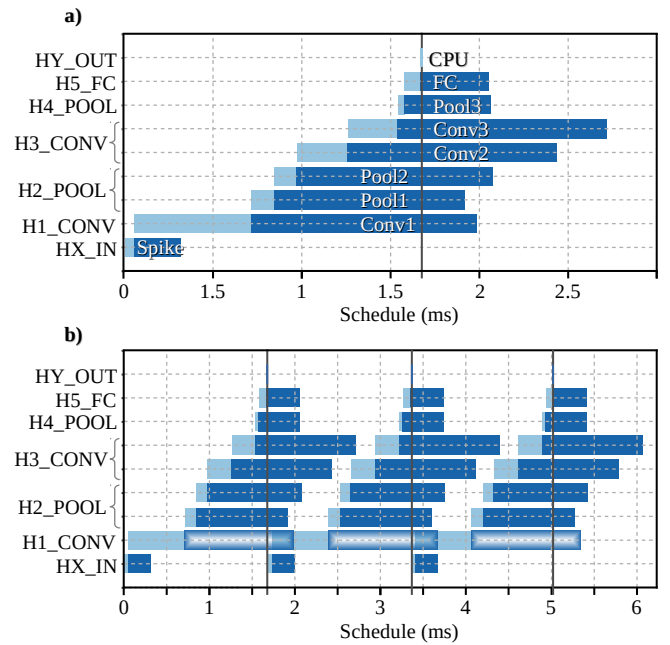 a)
HY_OUT
CPU
H5_FC
FC
H4_POOL
Pool3
H3_CONV
Conv3
Conv2
H2_POOL
Pool2
Pool1
H1_CONV
Conv1
HX_IN
Spike
0 1.5 1 1.5 2 2.5
Schedule (ms)
b)
HY_OUT
H5_FC
H4_POOL
H3_CONV
H2_POOL
H1_CONV
HX_IN
0 1 2 3 4 5 6
Schedule (ms)